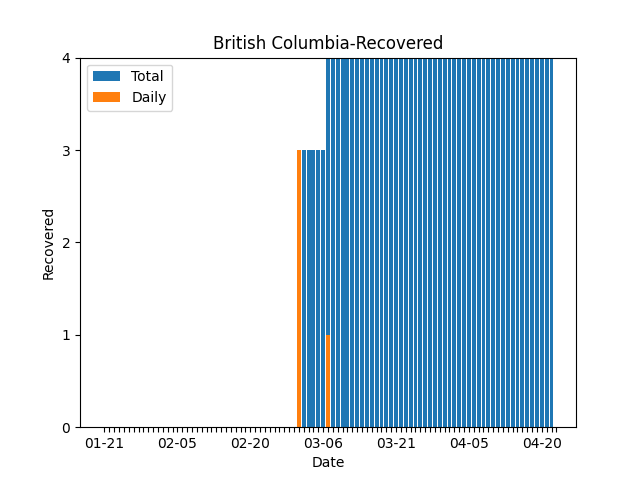 British Columbia-Recovered
Total
Daily
4
3
2
1
0
Recovered
01-21 02-05 02-20 03-06 03-21 04-05 04-20
Date